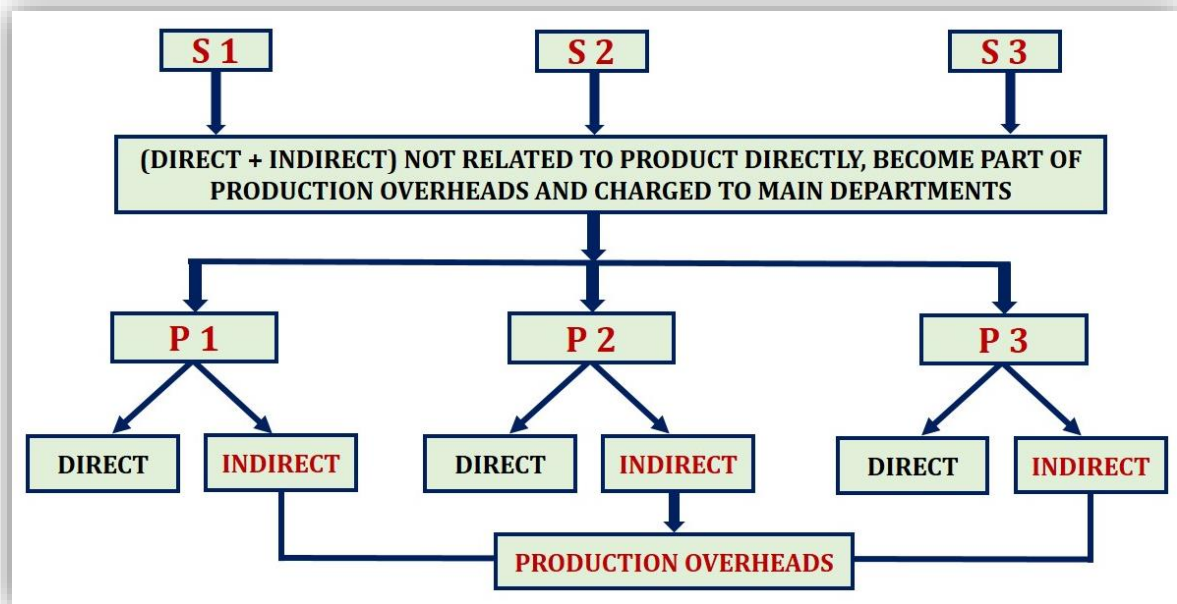 S 1
S 2
S 3
(DIRECT + INDIRECT) NOT RELATED TO PRODUCT DIRECTLY, BECOME PART OF
PRODUCTION OVERHEADS AND CHARGED TO MAIN DEPARTMENTS
P 1
P 2
P 3
DIRECT
INDIRECT
DIRECT
INDIRECT
DIRECT
INDIRECT
PRODUCTION OVERHEADS